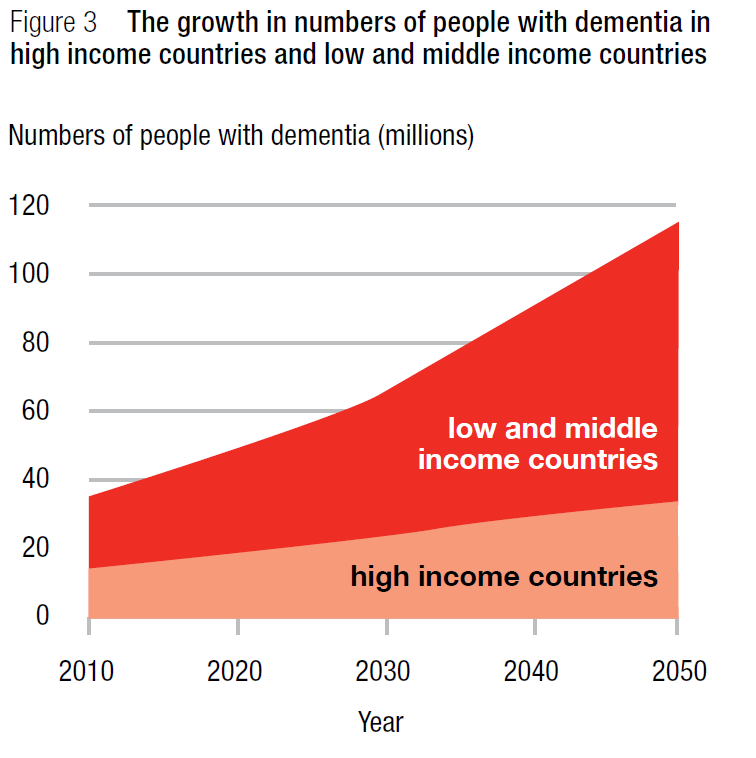 Figure 3 The growth in numbers of people with dementia in
high income countries and low and middle income countries
Numbers of people with dementia (millions)
120
100
80
60
40
20
0
low and middle
income countries
high income countries
2010 2020 2030 2040 2050
Year